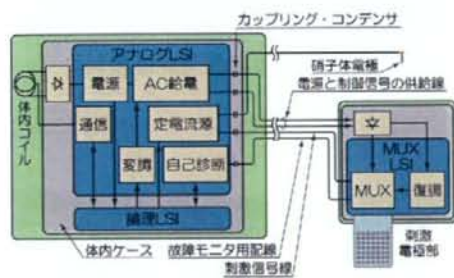 カップリング・コンデンサ
アナログLSI
電源
AC給電
硝子体電極
電源と制御信号の供給線
体内コイル
通信
定電流源
変調
自己診断
MUX
LSI
MUX
復調
論理LSI
体内ケース
故障モニタ用配線
刺激信号線
刺激
電極部